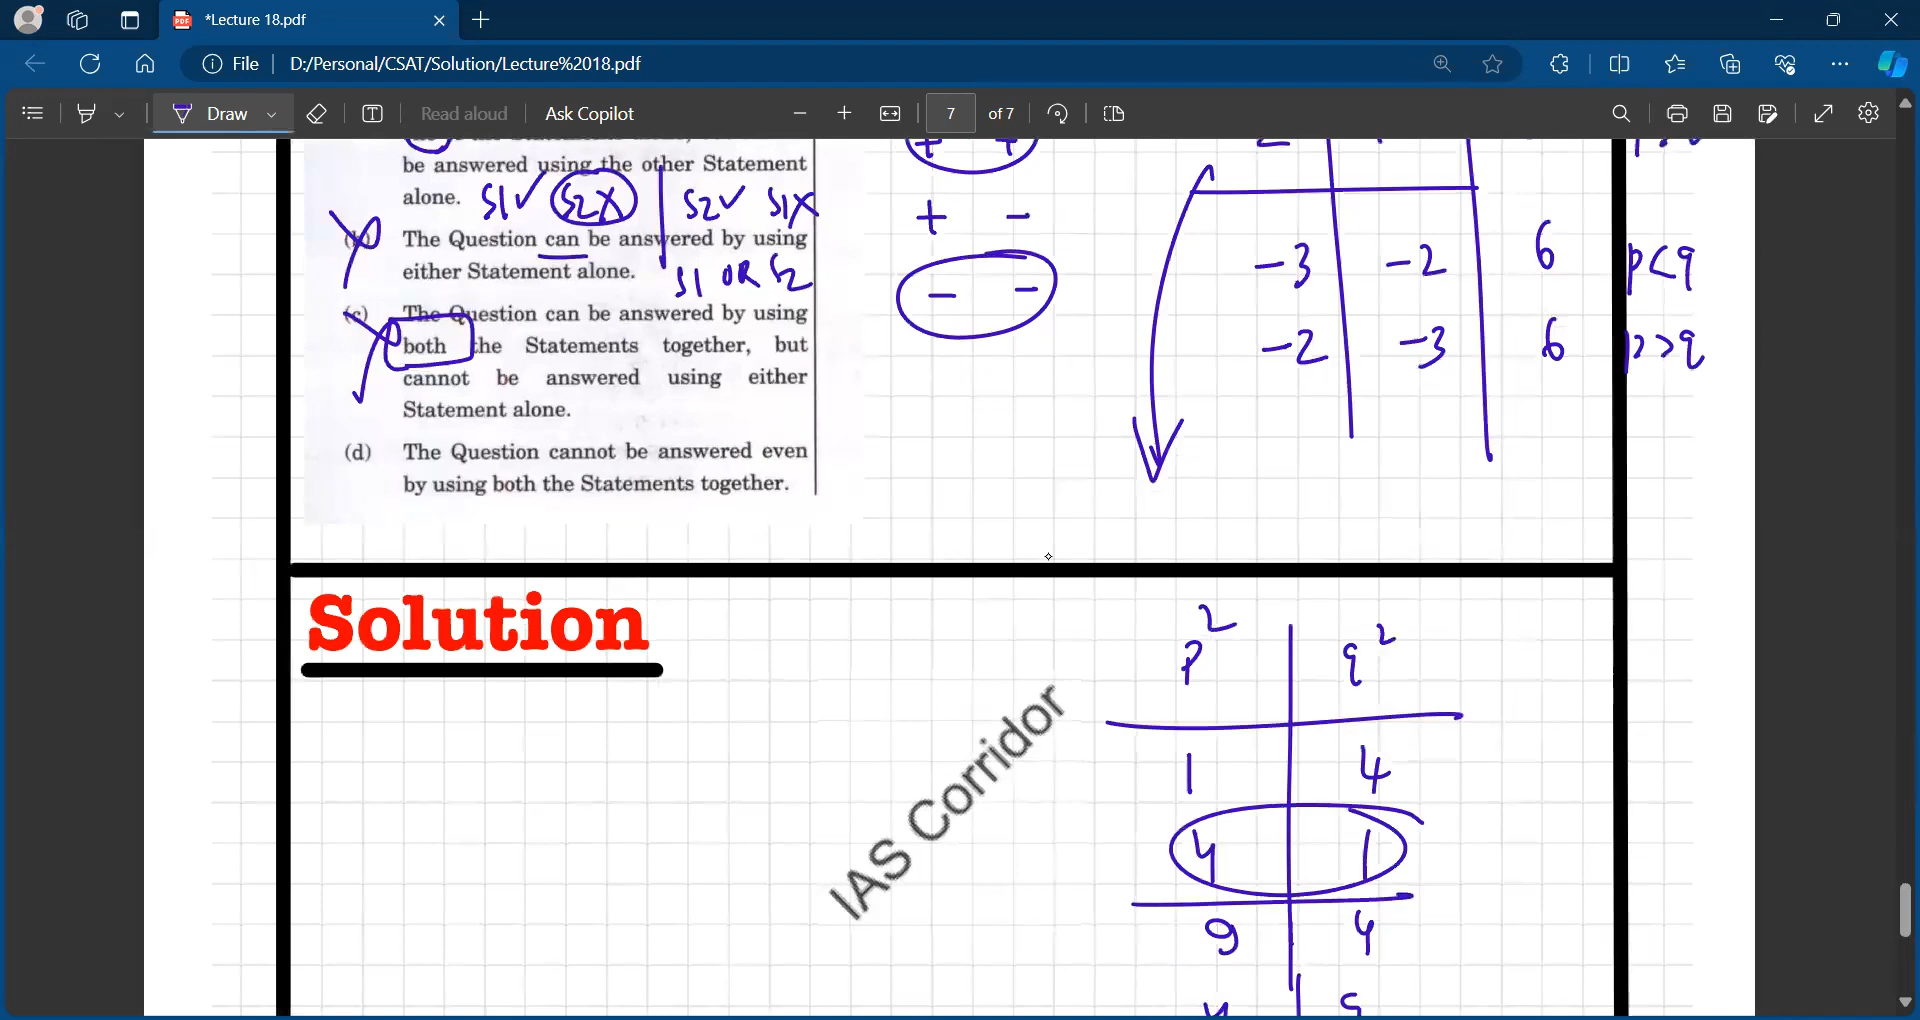 *Lecture 18.pdf
File
D:/Personal/CSAT/Solution/Lecture%2018.pdf
Draw
Read aloud
Ask Copilot
7
of 7
be answered using the other Statement
alone. S1✓ S2X S2✓ S1X
(b) The Question can be answered by using
either Statement alone. S1 OR S2
(c) The Question can be answered by using
both the Statements together, but
cannot be answered using either
Statement alone.
(d) The Question cannot be answered even
by using both the Statements together.
+ +
+ -
- -
-3 -2 6 p<q
-2 -3 6 p>q
Solution
p² q²
1 4
4 1
9 4
IAS Corridor